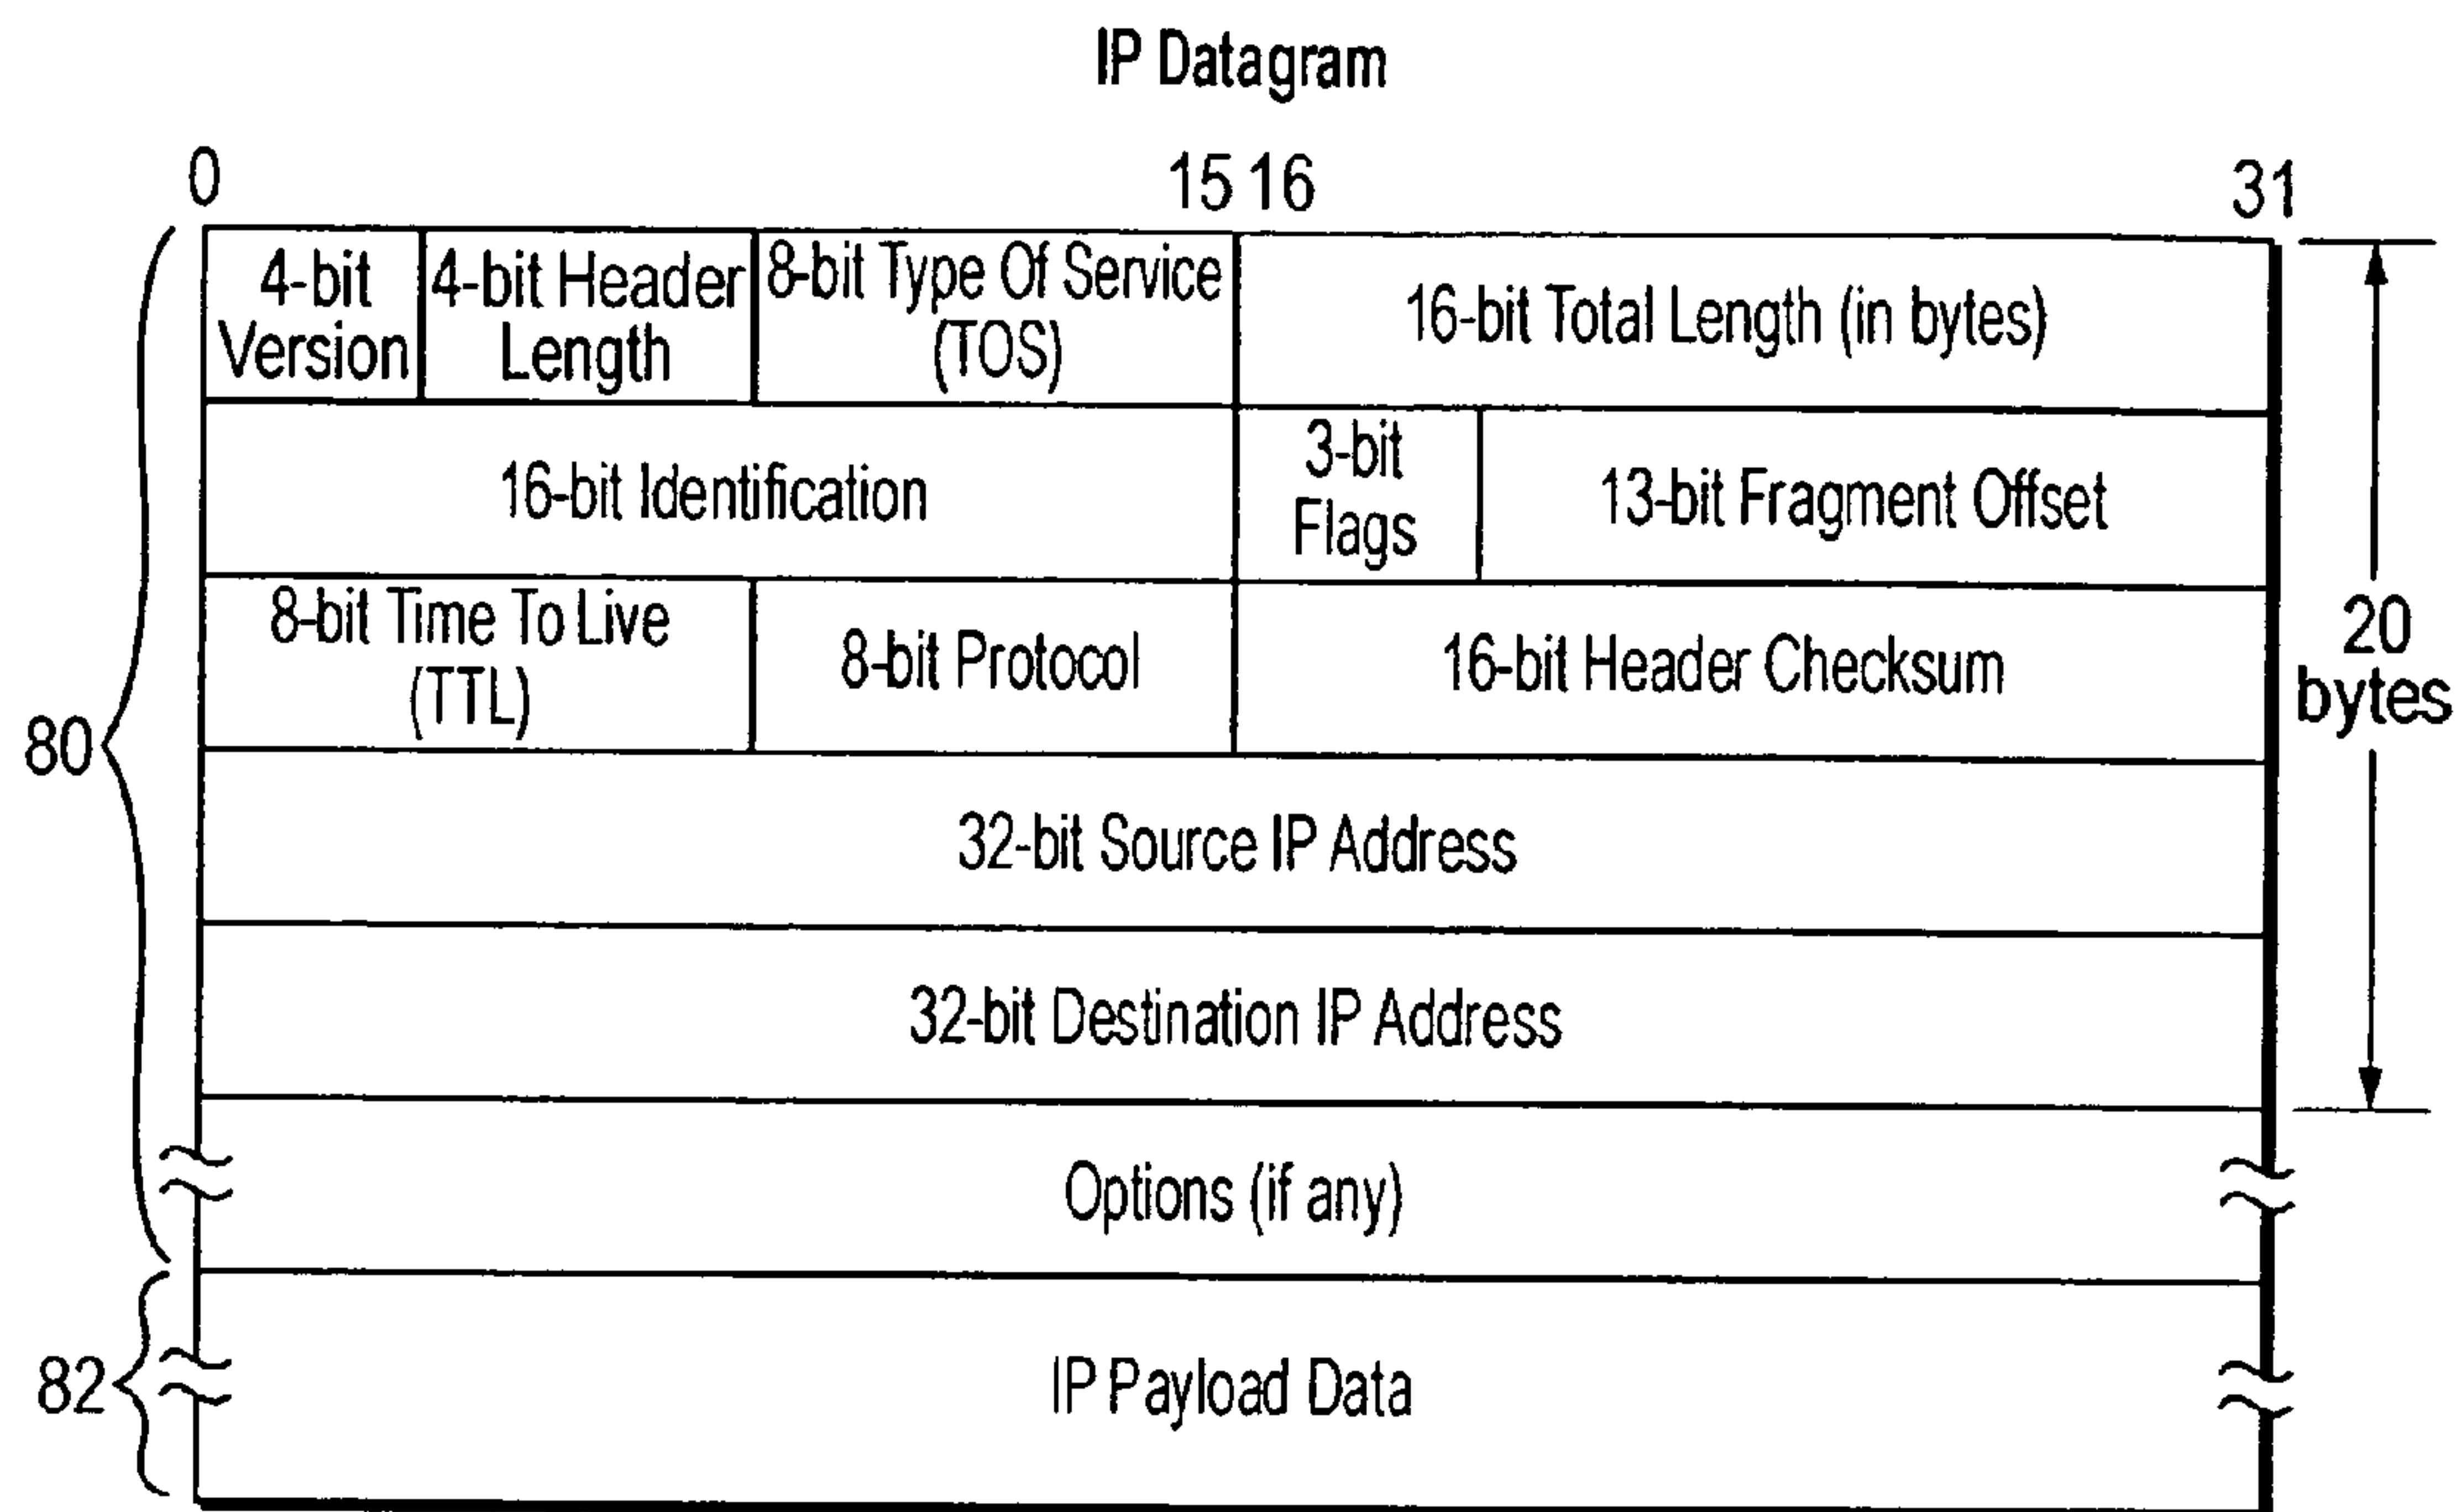 IP Datagram
0 15 16 31
4-bit
Version
4-bit Header
Length
8-bit Type Of Service
(TOS)
16-bit Total Length (in bytes)
16-bit Identification
3-bit
Flags
13-bit Fragment Offset
8-bit Time To Live
(TTL)
8-bit Protocol
16-bit Header Checksum
20
bytes
80
32-bit Source IP Address
32-bit Destination IP Address
Options (if any)
82
IP Payload Data